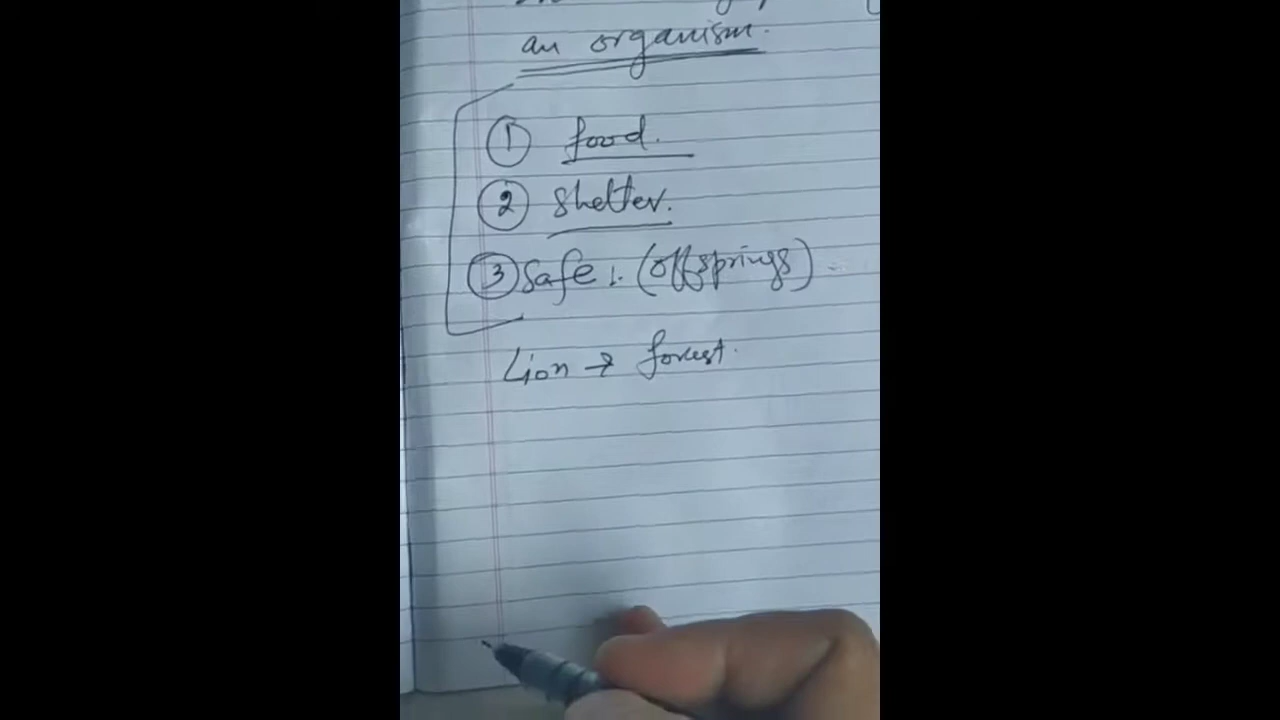 an organism.
① food.
② shelter.
③ Safe :. (offsprings)
Lion → forest.